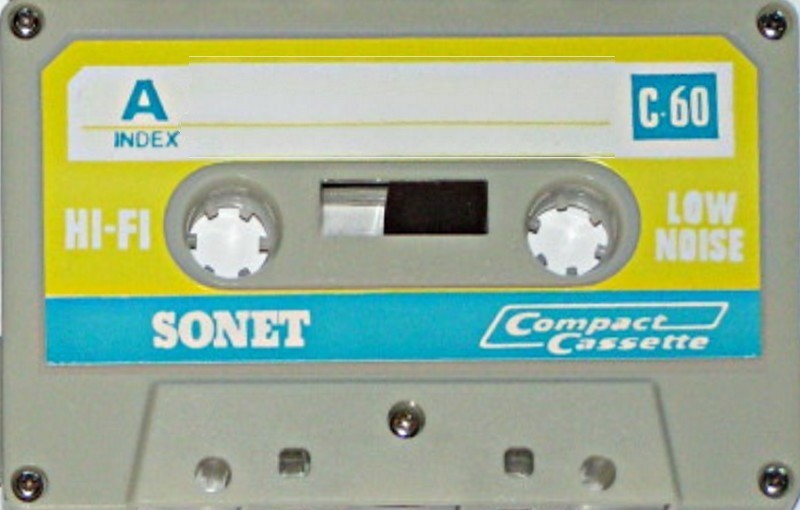 A
INDEX
C-60
HI-FI
LOW
NOISE
SONET
Compact
Cassette